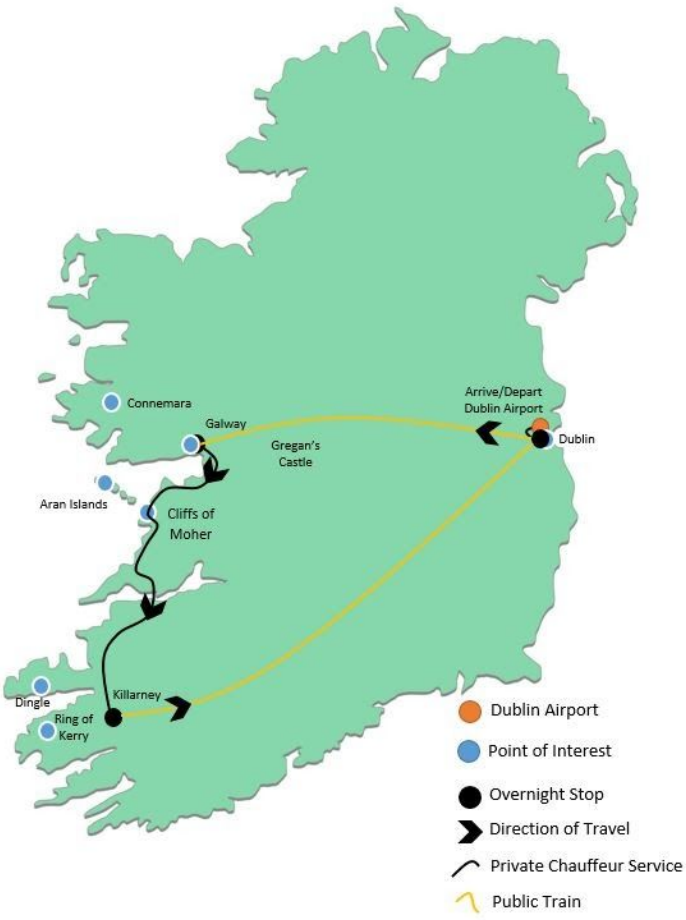 Arrive/Depart
Dublin Airport
Connemara
Galway
Dublin
Gregan's
Castle
Aran Islands
Cliffs of
Moher
Dingle
Killarney
Ring of
Kerry
Dublin Airport
Point of Interest
Overnight Stop
Direction of Travel
Private Chauffeur Service
Public Train